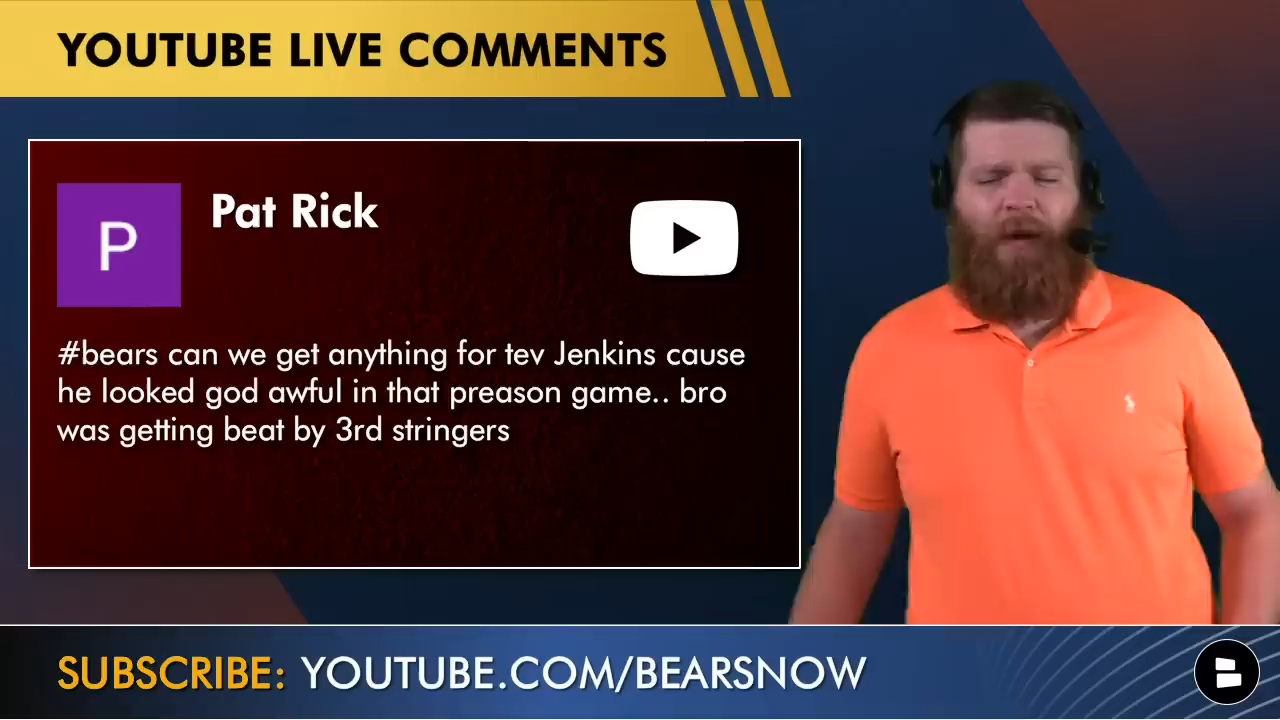 YOUTUBE LIVE COMMENTS
P
Pat Rick
#bears can we get anything for tev Jenkins cause
he looked god awful in that preason game.. bro
was getting beat by 3rd stringers
SUBSCRIBE: YOUTUBE.COM/BEARSNOW